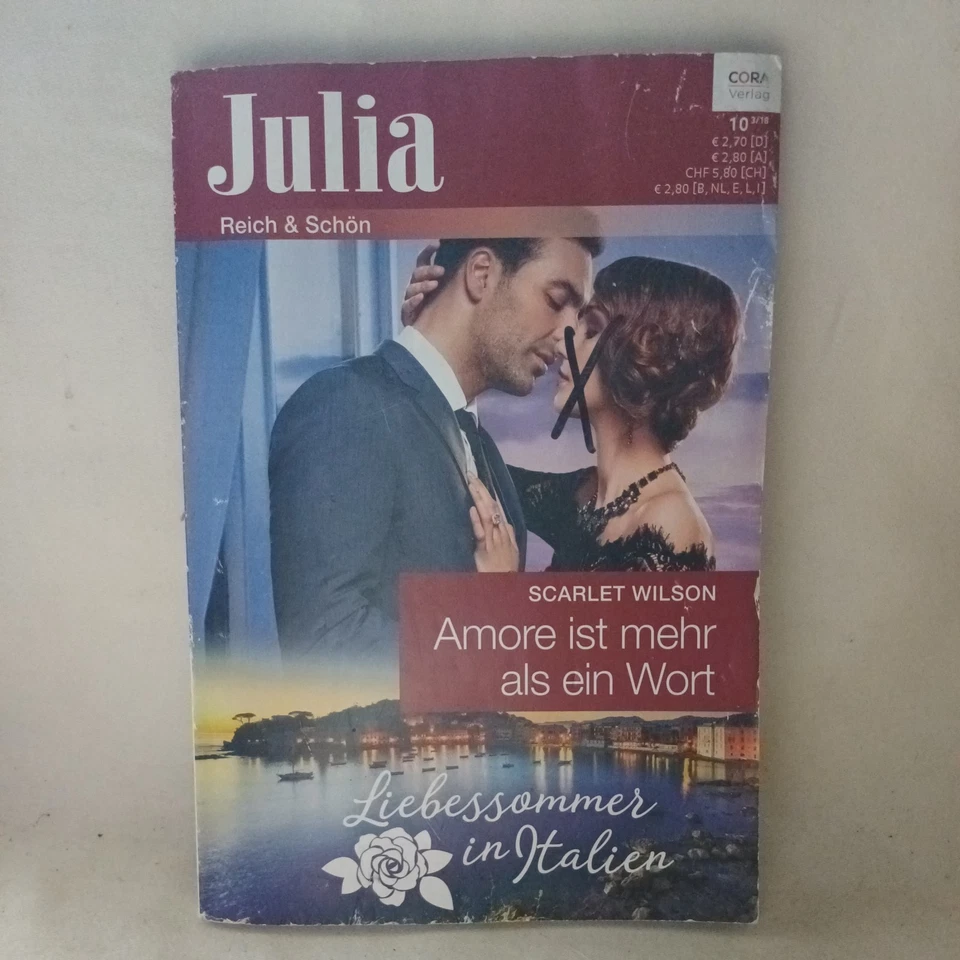 CORA
Verlag
Julia
10 3/18
€ 2,70 [D]
€ 2,80 [A]
CHF 5,80 [CH]
€ 2,80 [B, NL, E, L, I]
Reich & Schön
X
SCARLET WILSON
Amore ist mehr
als ein Wort
Liebessommer
in Italien